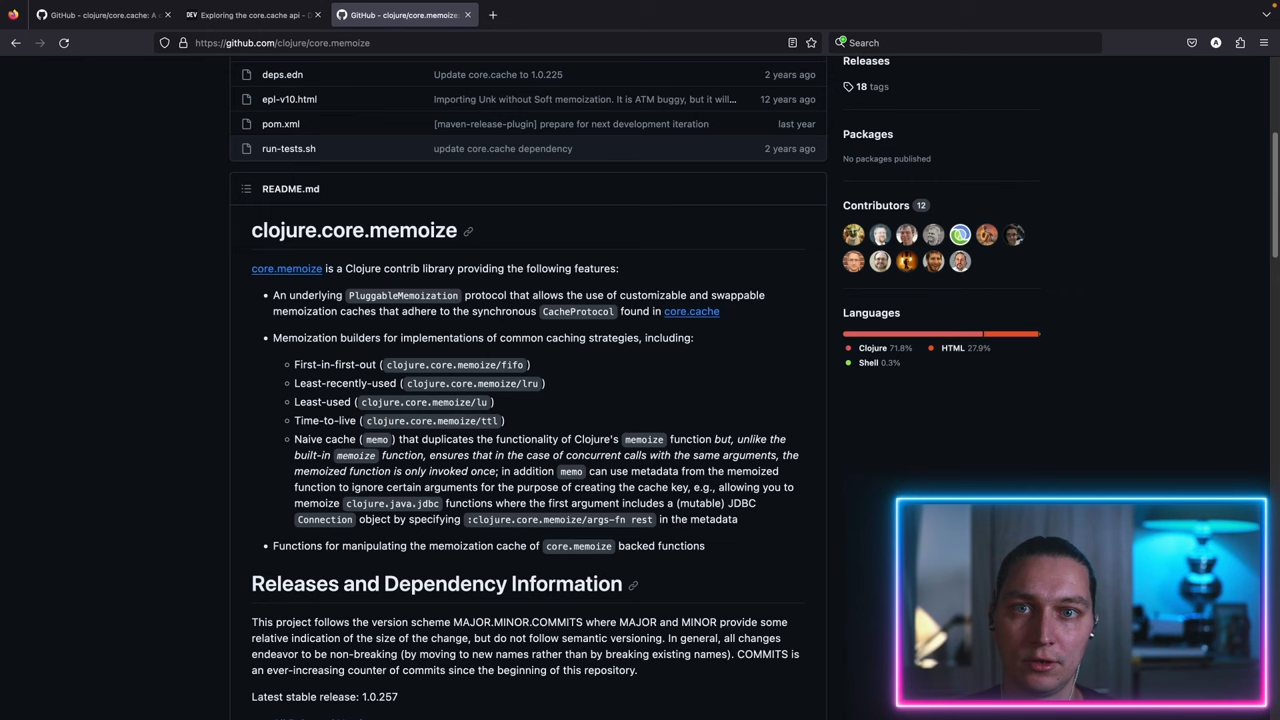 GitHub - clojure/core.cache: A c
DEV Exploring the core.cache api - D
GitHub - clojure/core.memoize:
https://github.com/clojure/core.memoize
Search
A
deps.edn Update core.cache to 1.0.225 2 years ago
epl-v10.html Importing Unk without Soft memoization. It is ATM buggy, but it will... 12 years ago
pom.xml [maven-release-plugin] prepare for next development iteration last year
run-tests.sh update core.cache dependency 2 years ago
README.md
clojure.core.memoize
core.memoize is a Clojure contrib library providing the following features:
An underlying PluggableMemoization protocol that allows the use of customizable and swappable
memoization caches that adhere to the synchronous CacheProtocol found in core.cache
Memoization builders for implementations of common caching strategies, including:
First-in-first-out ( clojure.core.memoize/fifo )
Least-recently-used ( clojure.core.memoize/lru )
Least-used ( clojure.core.memoize/lu )
Time-to-live ( clojure.core.memoize/ttl )
Naive cache ( memo ) that duplicates the functionality of Clojure's memoize function but, unlike the
built-in memoize function, ensures that in the case of concurrent calls with the same arguments, the
memoized function is only invoked once; in addition memo can use metadata from the memoized
function to ignore certain arguments for the purpose of creating the cache key, e.g., allowing you to
memoize clojure.java.jdbc functions where the first argument includes a (mutable) JDBC
Connection object by specifying :clojure.core.memoize/args-fn rest in the metadata
Functions for manipulating the memoization cache of core.memoize backed functions
Releases and Dependency Information
This project follows the version scheme MAJOR.MINOR.COMMITS where MAJOR and MINOR provide some
relative indication of the size of the change, but do not follow semantic versioning. In general, all changes
endeavor to be non-breaking (by moving to new names rather than by breaking existing names). COMMITS is
an ever-increasing counter of commits since the beginning of this repository.
Latest stable release: 1.0.257
Releases
18 tags
Packages
No packages published
Contributors 12
Languages
Clojure 71.8% HTML 27.9%
Shell 0.3%